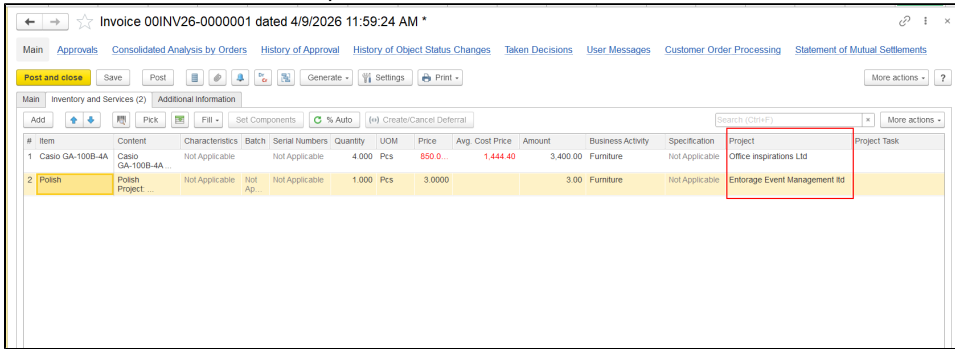 Invoice 00INV26-0000001 dated 4/9/2026 11:59:24 AM *
Main Approvals Consolidated Analysis by Orders History of Approval History of Object Status Changes Taken Decisions User Messages Customer Order Processing Statement of Mutual Settlements
Post and close Save Post Generate Settings Print More actions ?
Main Inventory and Services (2) Additional Information
Add Pick Fill Set Components % Auto Create/Cancel Deferral Search (Ctrl+F) × More actions
# Item Content Characteristics Batch Serial Numbers Quantity UOM Price Avg. Cost Price Amount Business Activity Specification Project Project Task
1 Casio GA-100B-4A Casio Not Applicable Not Applicable 4.000 Pcs 850.0... 1,444.40 3,400.00 Furniture Not Applicable Office inspirations Ltd
GA-100B-4A ...
2 Polish Polish Not Applicable Not Not Applicable 1.000 Pcs 3.0000 3.00 Furniture Not Applicable Entorage Event Management ltd
Project: ... Ap...